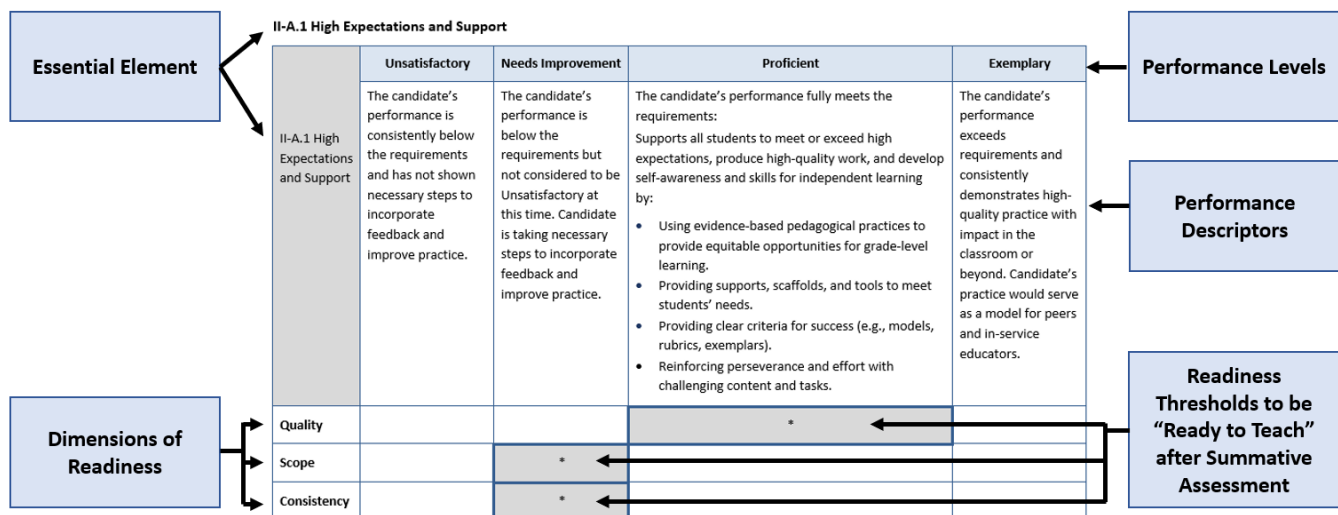 II-A.1 High Expectations and Support
Essential Element
Unsatisfactory
Needs Improvement
Proficient
Exemplary
Performance Levels
II-A.1 High
Expectations
and Support
The candidate’s
performance is
consistently below
the requirements
and has not shown
necessary steps to
incorporate
feedback and
improve practice.
The candidate’s
performance is
below the
requirements but
not considered to be
Unsatisfactory at
this time. Candidate
is taking necessary
steps to incorporate
feedback and
improve practice.
The candidate’s performance fully meets the
requirements:
Supports all students to meet or exceed high
expectations, produce high-quality work, and develop
self-awareness and skills for independent learning
by:
• Using evidence-based pedagogical practices to
provide equitable opportunities for grade-level
learning.
• Providing supports, scaffolds, and tools to meet
students’ needs.
• Providing clear criteria for success (e.g., models,
rubrics, exemplars).
• Reinforcing perseverance and effort with
challenging content and tasks.
The candidate’s
performance
exceeds
requirements and
consistently
demonstrates high-
quality practice with
impact in the
classroom or
beyond. Candidate’s
practice would serve
as a model for peers
and in-service
educators.
Performance
Descriptors
Dimensions of
Readiness
Quality
*
Scope
*
Consistency
*
Readiness
Thresholds to be
“Ready to Teach”
after Summative
Assessment